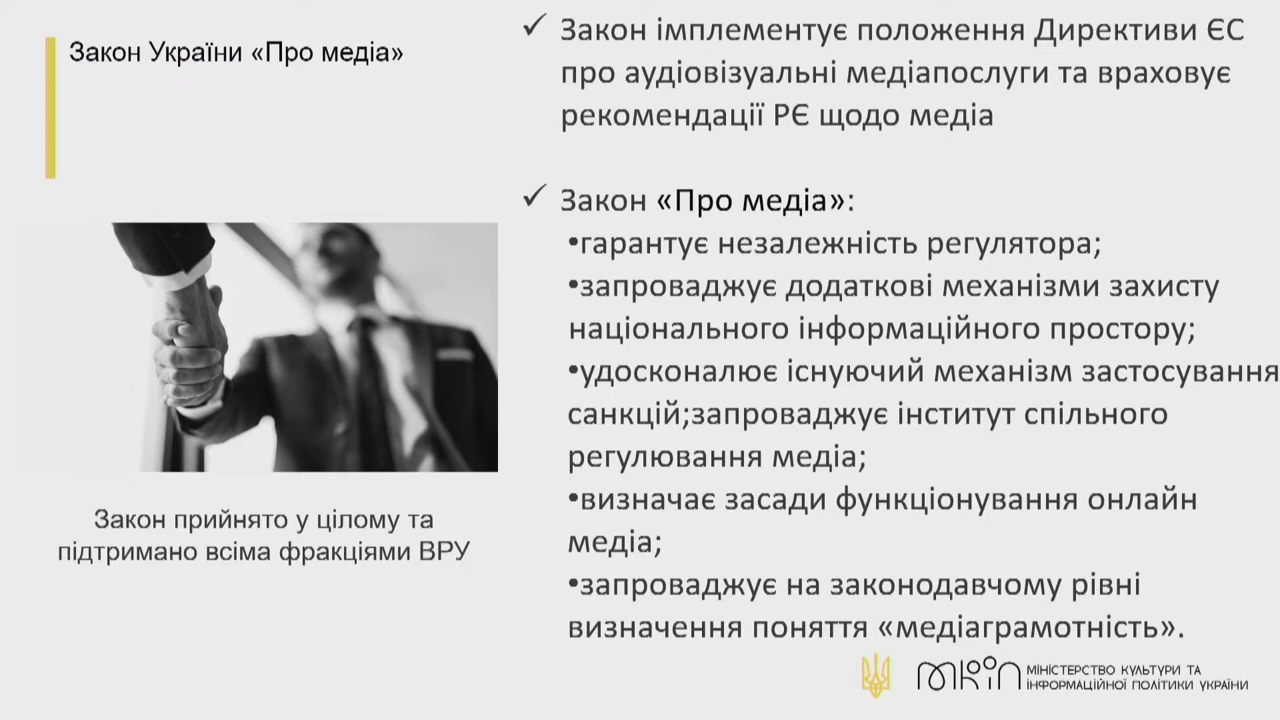 Закон України «Про медіа»
Закон прийнято у цілому та
підтримано всіма фракціями ВРУ
✓ Закон імплементує положення Директиви ЄС
про аудіовізуальні медіапослуги та враховує
рекомендації РЄ щодо медіа
✓ Закон «Про медіа»:
•гарантує незалежність регулятора;
•запроваджує додаткові механізми захисту
національного інформаційного простору;
•удосконалює існуючий механізм застосування
санкцій;запроваджує інститут спільного
регулювання медіа;
•визначає засади функціонування онлайн
медіа;
•запроваджує на законодавчому рівні
визначення поняття «медіаграмотність».
мкіп
МІНІСТЕРСТВО КУЛЬТУРИ ТА
ІНФОРМАЦІЙНОЇ ПОЛІТИКИ УКРАЇНИ